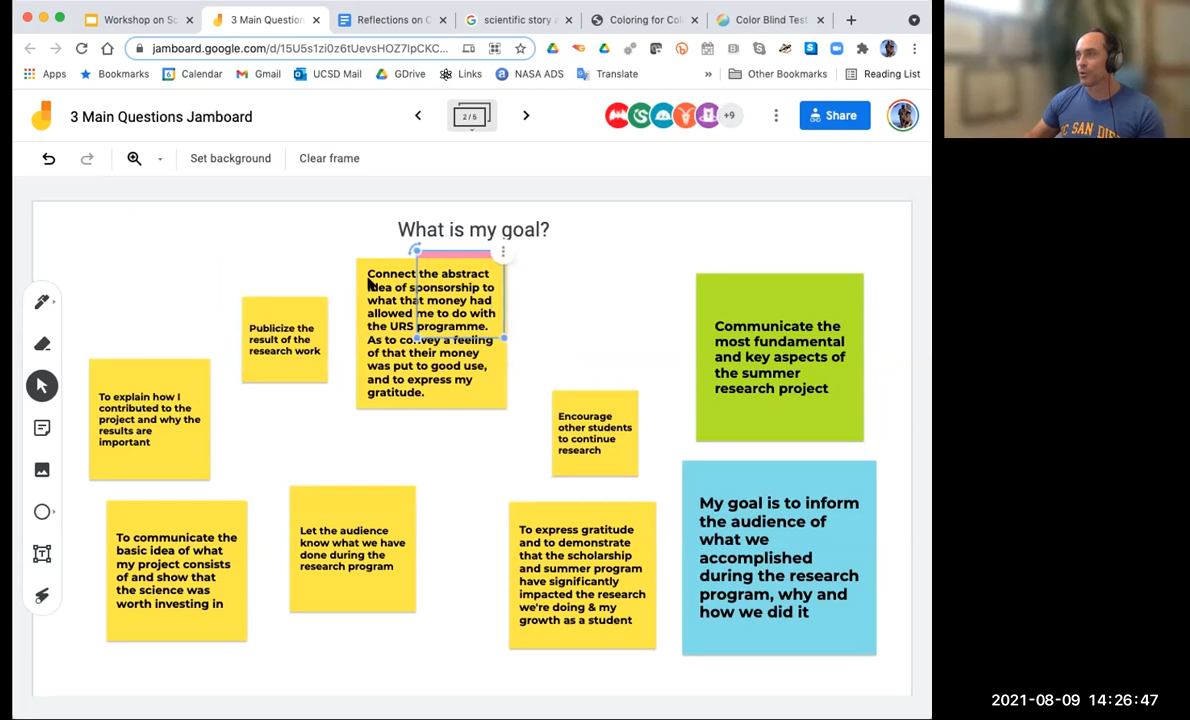 Workshop on Sc
3 Main Question
Reflections on C
scientific story a
Coloring for Col
Color Blind Test
jamboard.google.com/d/15U5s1zi0z6tUevsHOZ7IpCKC...
Apps
Bookmarks
Calendar
Gmail
UCSD Mail
GDrive
Links
NASA ADS
Translate
»
Other Bookmarks
Reading List
3 Main Questions Jamboard
2/5
+9
Share
Set background
Clear frame
What is my goal?
Connect the abstract
idea of sponsorship to
what that money had
allowed me to do with
the URS programme.
As to convey a feeling
of that their money
was put to good use,
and to express my
gratitude.
Publicize the
result of the
research work
To explain how I
contributed to the
project and why the
results are
important
Encourage
other students
to continue
research
Communicate the
most fundamental
and key aspects of
the summer
research project
To communicate the
basic idea of what
my project consists
of and show that
the science was
worth investing in
Let the audience
know what we have
done during the
research program
To express gratitude
and to demonstrate
that the scholarship
and summer program
have significantly
impacted the research
we're doing & my
growth as a student
My goal is to inform
the audience of
what we
accomplished
during the research
program, why and
how we did it
UC SAN DIE
2021-08-09 14:26:47